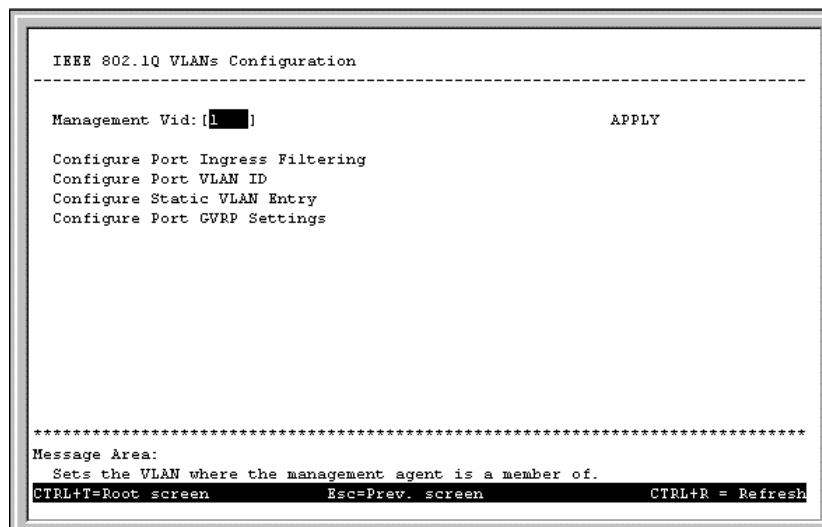 IEEE 802.1Q VLANs Configuration
--------------------------------------------------------------------------------
Management Vid:[1   ] APPLY
Configure Port Ingress Filtering
Configure Port VLAN ID
Configure Static VLAN Entry
Configure Port GVRP Settings
********************************************************************************
Message Area:
Sets the VLAN where the management agent is a member of.
CTRL+T=Root screen Esc=Prev. screen CTRL+R = Refresh